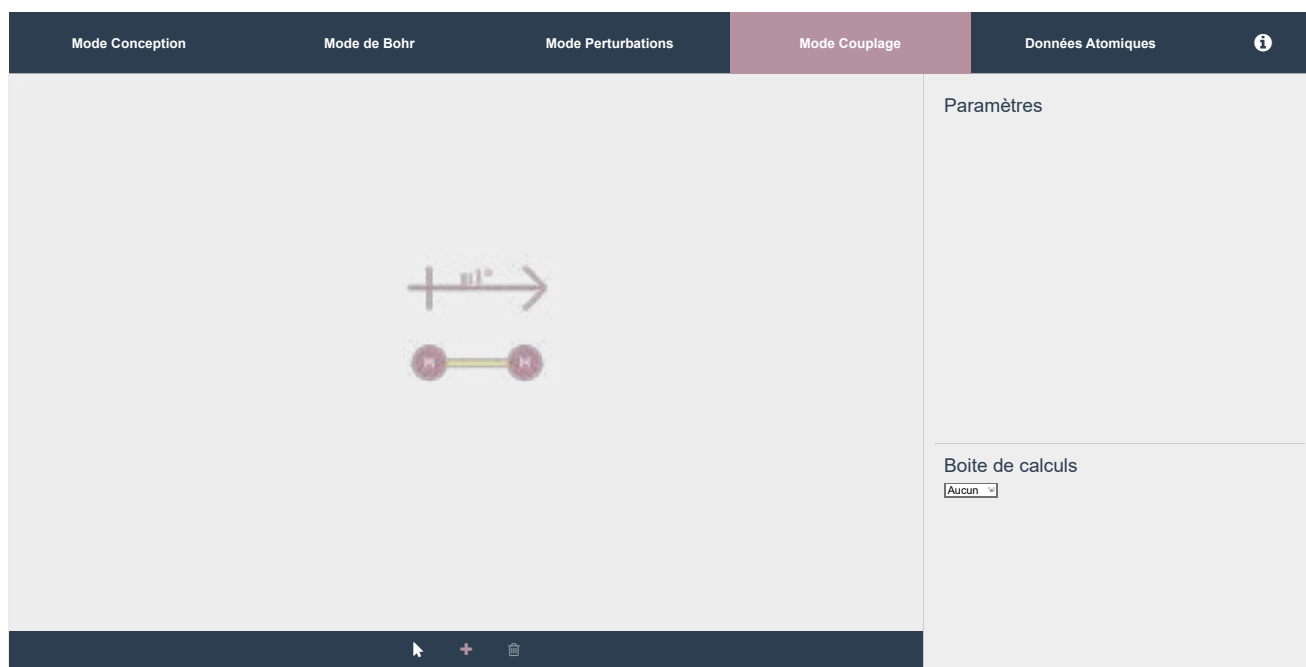 Mode Conception
Mode de Bohr
Mode Perturbations
Mode Couplage
Données Atomiques
Paramètres
H H
Boite de calculs
Aucun